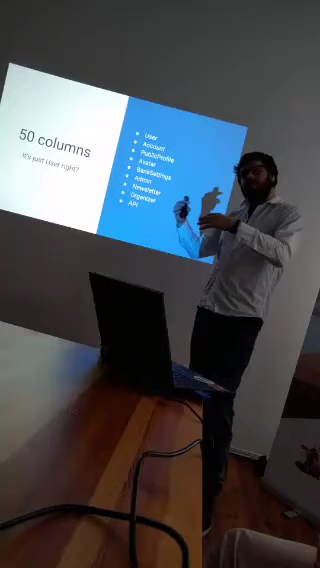 50 columns
It's just User right?
User
Account
PublicProfile
Avatar
BankSettings
Admin
Newsletter
Organizer
API